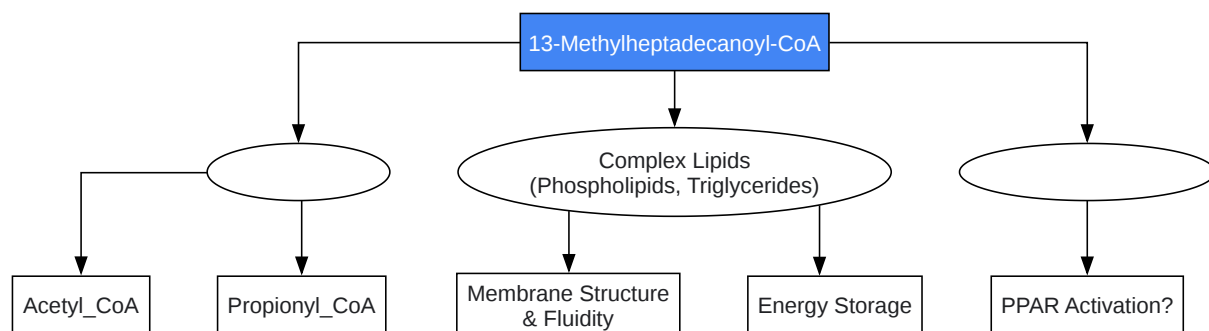 13-Methylheptadecanoyl-CoA
Complex Lipids
(Phospholipids, Triglycerides)
Acetyl_CoA
Propionyl_CoA
Membrane Structure
& Fluidity
Energy Storage
PPAR Activation?